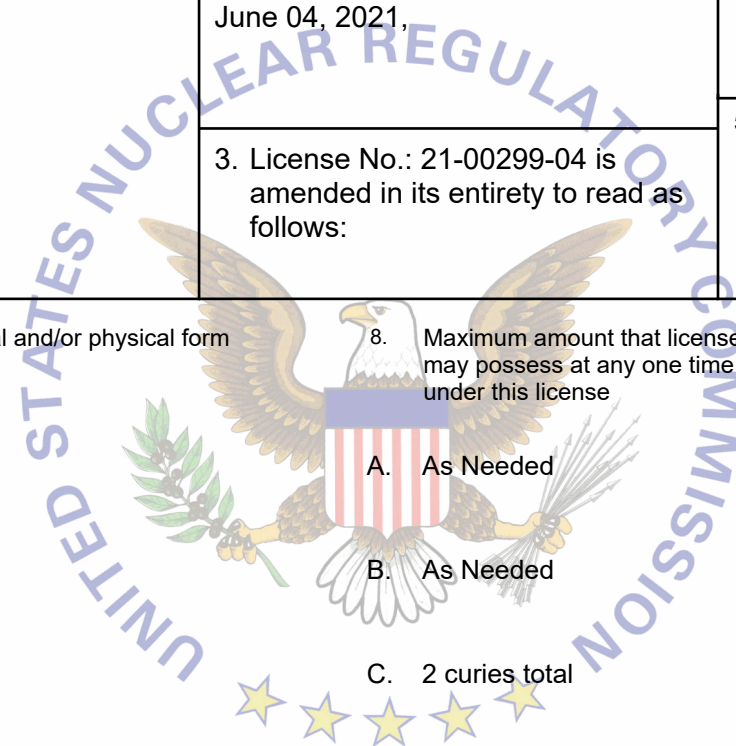 June 04, 2021,
3. License No.: 21-00299-04 is
amended in its entirety to read as
follows:
and/or physical form
8. Maximum amount that license
may possess at any one time
under this license
A. As Needed
B. As Needed
C. 2 curies total
UNITED STATES NUCLEAR REGULATORY COMMISSION